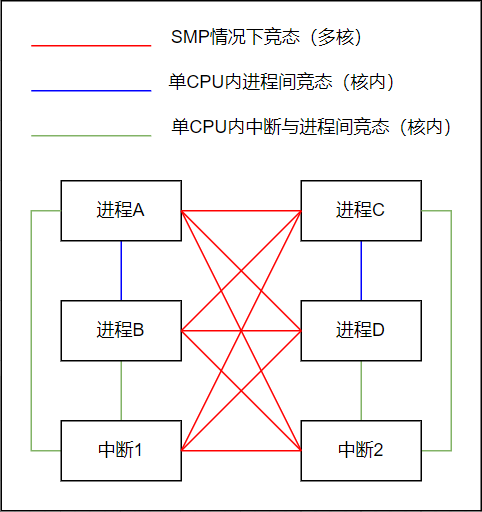 SMP情况下竞态（多核）
单CPU内进程间竞态（核内）
单CPU内中断与进程间竞态（核内）
进程A
进程C
进程B
进程D
中断1
中断2